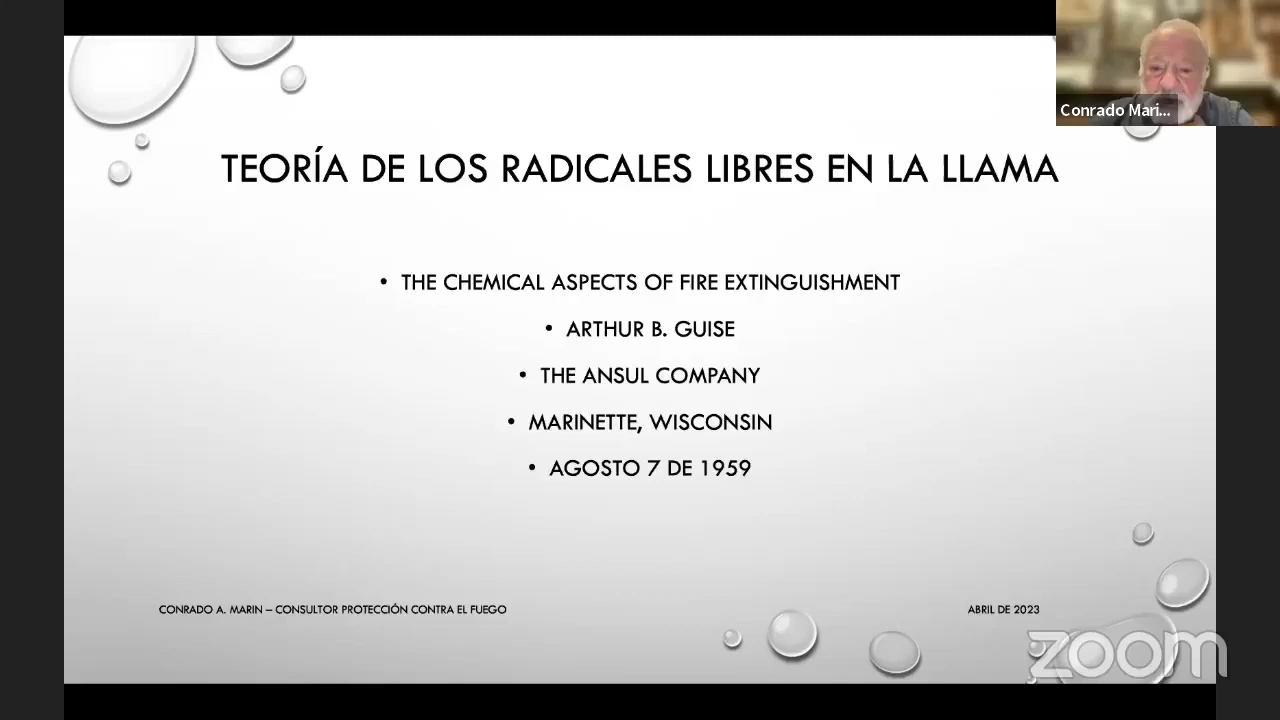 Conrado Mari...
TEORÍA DE LOS RADICALES LIBRES EN LA LLAMA
• THE CHEMICAL ASPECTS OF FIRE EXTINGUISHMENT
• ARTHUR B. GUISE
• THE ANSUL COMPANY
• MARINETTE, WISCONSIN
• AGOSTO 7 DE 1959
CONRADO A. MARIN – CONSULTOR PROTECCIÓN CONTRA EL FUEGO
ABRIL DE 2023
zoom